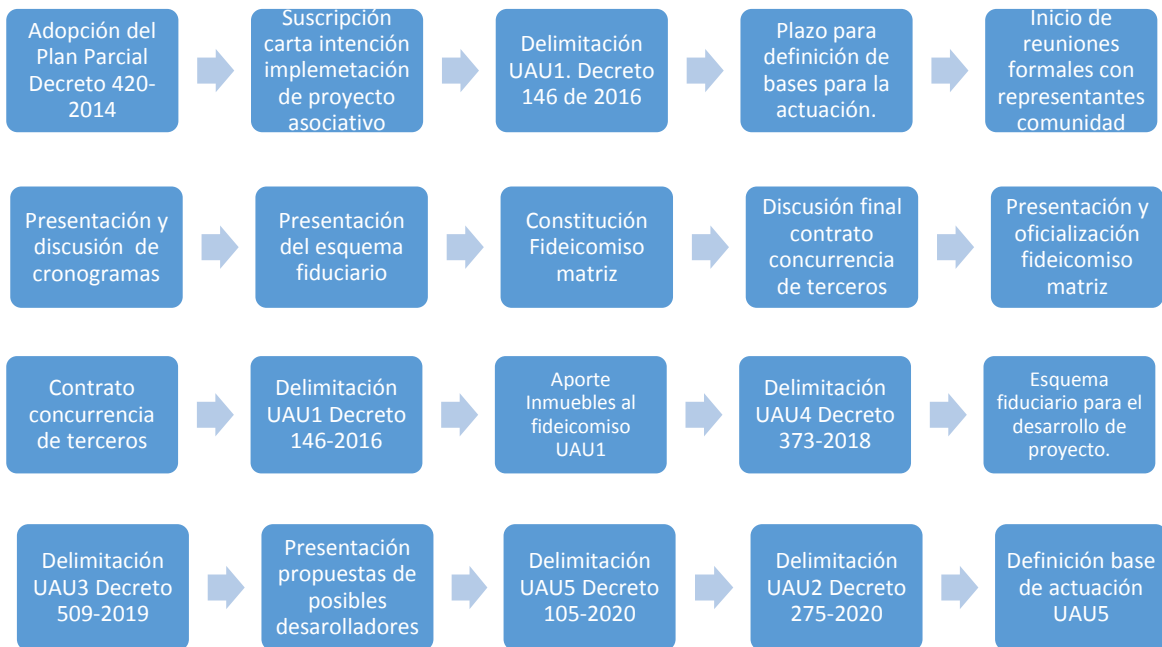 Adopción del
Plan Parcial
Decreto 420-
2014
Suscripción
carta intención
implemetación
de proyecto
asociativo
Delimitación
UAU1. Decreto
146 de 2016
Plazo para
definición de
bases para la
actuación.
Inicio de
reuniones
formales con
representantes
comunidad
Presentación y
discusión de
cronogramas
Presentación
del esquema
fiduciario
Constitución
Fideicomiso
matriz
Discusión final
contrato
concurrencia
de terceros
Presentación y
oficialización
fideicomiso
matriz
Contrato
concurrencia
de terceros
Delimitación
UAU1 Decreto
146-2016
Aporte
Inmuebles al
fideicomiso
UAU1
Delimitación
UAU4 Decreto
373-2018
Esquema
fiduciario para el
desarrollo de
proyecto.
Delimitación
UAU3 Decreto
509-2019
Presentación
propuestas de
posibles
desarolladores
Delimitación
UAU5 Decreto
105-2020
Delimitación
UAU2 Decreto
275-2020
Definición base
de actuación
UAU5